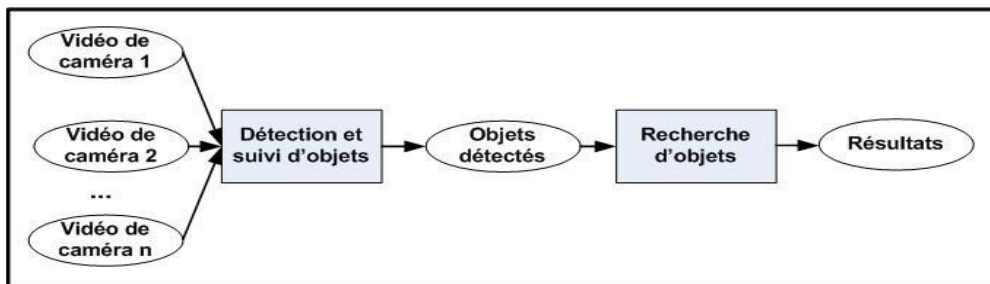 Vidéo de
caméra 1
Vidéo de
caméra 2
...
Vidéo de
caméra n
Détection et
suivi d'objets
Objets
détectés
Recherche
d'objets
Résultats